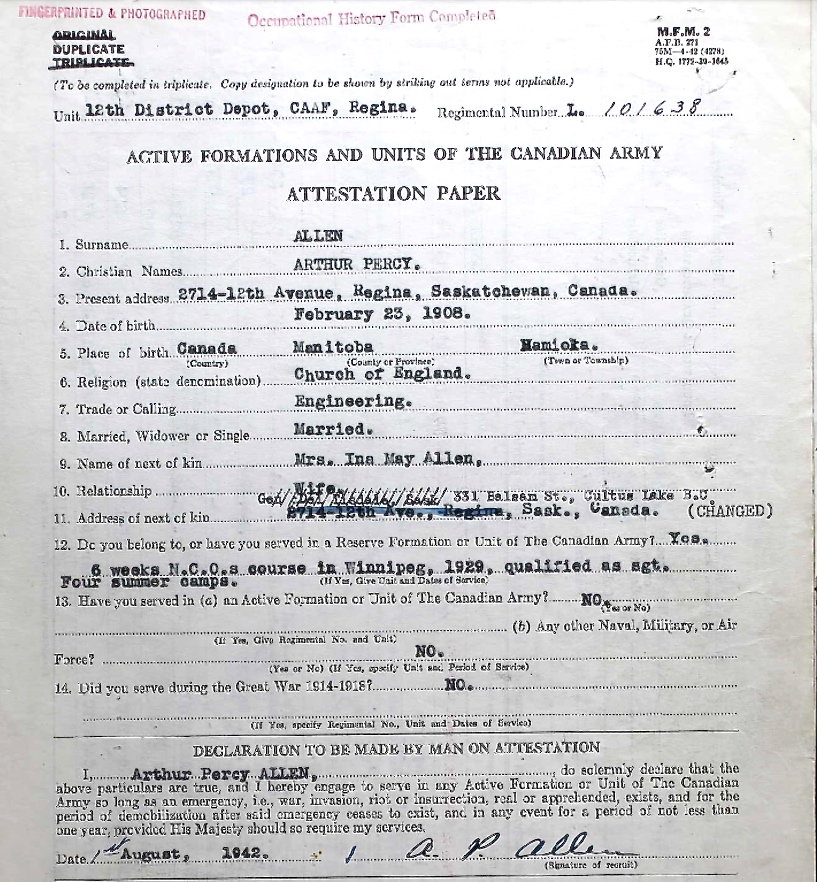 FINGERPRINTED & PHOTOGRAPHED
Occupational History Form Completed
ORIGINAL
DUPLICATE
TRIPLICATE
M.F.M. 2
A.F.B. 271
75M—4-42 (4278)
H.Q. 1772-39-1645
(To be completed in triplicate. Copy designation to be shown by striking out terms not applicable.)
Unit 12th District Depot, CAAF, Regina. Regimental Number L. 101638
ACTIVE FORMATIONS AND UNITS OF THE CANADIAN ARMY
ATTESTATION PAPER
1. Surname ALLEN
2. Christian Names ARTHUR PERCY.
3. Present address 2714-12th Avenue, Regina, Saskatchewan, Canada.
4. Date of birth February 23, 1908.
5. Place of birth Canada Manitoba Hamiota.
(Country) (County or Province) (Town or Township)
6. Religion (state denomination) Church of England.
7. Trade or Calling Engineering.
8. Married, Widower or Single Married.
9. Name of next of kin Mrs. Ina May Allen,
10. Relationship Wife.
331 Balsam St., Cultus Lake B.C.
11. Address of next of kin 2714-12th Ave., Regina, Sask., Canada. (CHANGED)
12. Do you belong to, or have you served in a Reserve Formation or Unit of The Canadian Army? Yes.
6 weeks N.C.O.s course in Winnipeg, 1929, qualified as sgt.
Four summer camps. (If Yes, Give Unit and Dates of Service)
13. Have you served in (a) an Active Formation or Unit of The Canadian Army? NO.
(Yes or No)
(b) Any other Naval, Military, or Air
(If Yes, Give Regimental No. and Unit)
Force? NO.
(Yes or No) (If Yes, specify Unit and Period of Service)
14. Did you serve during the Great War 1914-1918? NO.
(If Yes, specify Regimental No., Unit and Dates of Service)
DECLARATION TO BE MADE BY MAN ON ATTESTATION
I, Arthur Percy ALLEN, do solemnly declare that the
above particulars are true, and I hereby engage to serve in any Active Formation or Unit of The Canadian
Army so long as an emergency, i.e., war, invasion, riot or insurrection, real or apprehended, exists, and for the
period of demobilization after said emergency ceases to exist, and in any event for a period of not less than
one year, provided His Majesty should so require my services.
Date 1st August, 1942. A. P. Allen
(Signature of recruit)